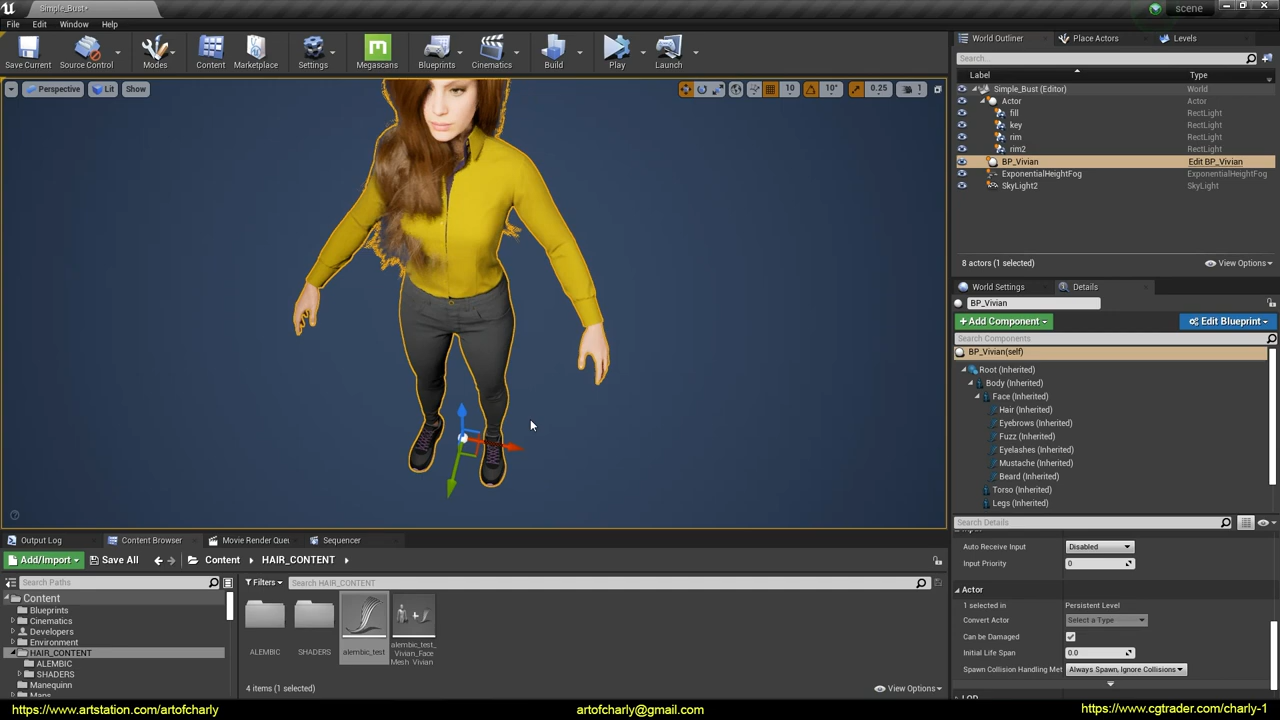 Simple_Bust*
scene
File Edit Window Help
Save Current Source Control Modes Content Marketplace Settings Megascans Blueprints Cinematics Build Play Launch
World Outliner Place Actors Levels
Search...
Label Type
Perspective Lit Show 10 10° 0.25 1
Simple_Bust (Editor) World
Actor Actor
fill RectLight
key RectLight
rim RectLight
rim2 RectLight
BP_Vivian Edit BP_Vivian
ExponentialHeightFog ExponentialHeightFog
SkyLight2 SkyLight
8 actors (1 selected) View Options
World Settings Details
BP_Vivian
+ Add Component Edit Blueprint
Search Components
BP_Vivian(self)
Root (Inherited)
Body (Inherited)
Face (Inherited)
Hair (Inherited)
Eyebrows (Inherited)
Fuzz (Inherited)
Eyelashes (Inherited)
Mustache (Inherited)
Beard (Inherited)
Torso (Inherited)
Legs (Inherited)
Search Details
Input
Auto Receive Input Disabled
Input Priority 0
Actor
1 selected in Persistent Level
Convert Actor Select a Type
Can be Damaged
Initial Life Span 0.0
Spawn Collision Handling Met Always Spawn, Ignore Collisions
LOD
Output Log Content Browser Movie Render Que Sequencer
Add/Import Save All Content HAIR_CONTENT
Search Paths Filters Search HAIR_CONTENT
Content
Blueprints
Cinematics
Developers
Environment
HAIR_CONTENT
ALEMBIC
SHADERS
Mannequinn
Maps
ALEMBIC SHADERS alembic_test alembic_test_
Vivian_Face
Mesh_Vivian
4 items (1 selected) View Options
https://www.artstation.com/artofcharly artofcharly@gmail.com https://www.cgtrader.com/charly-1